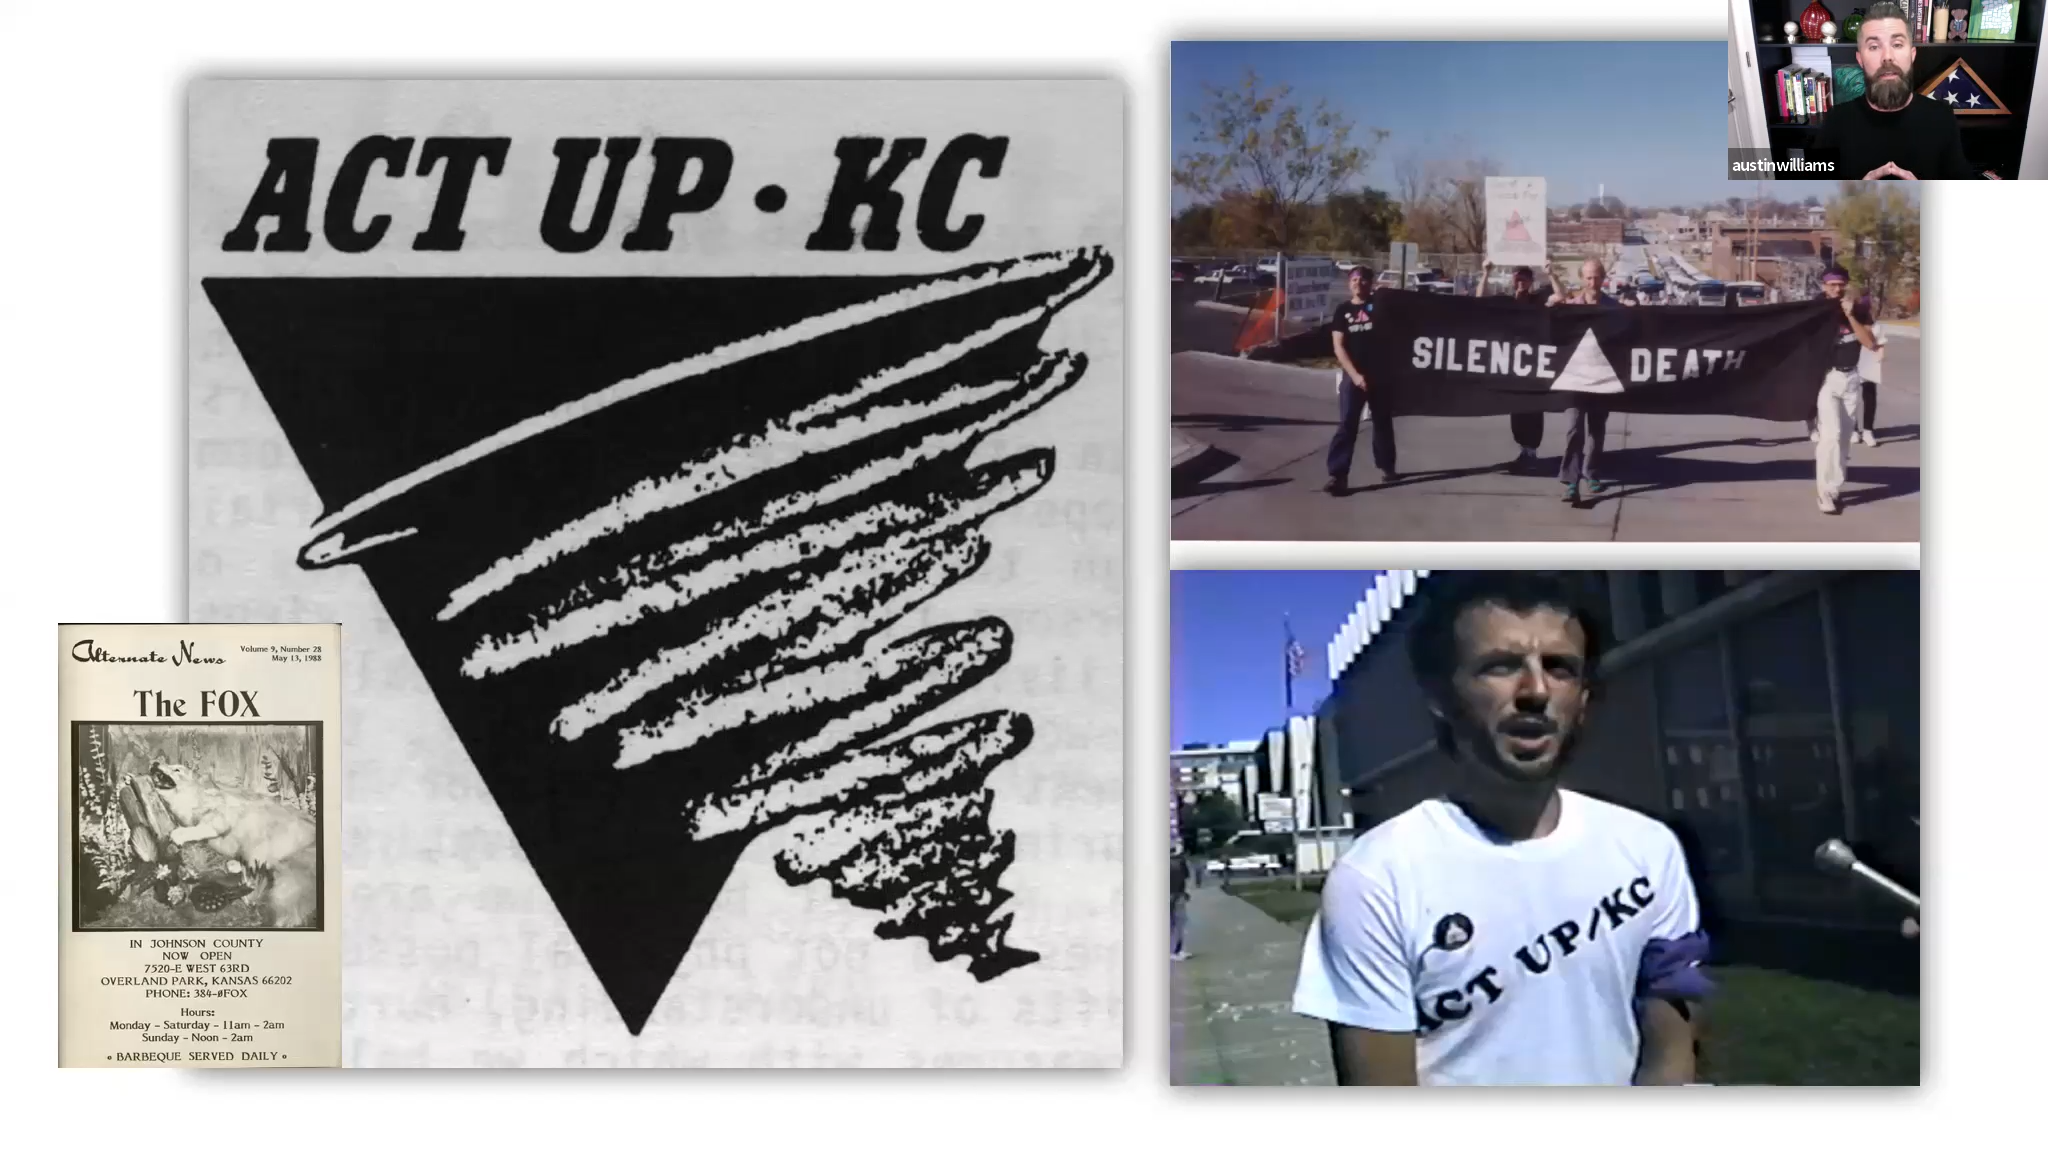 ACT UP • KC
Alternate News
Volume 9, Number 28
May 13, 1988
The FOX
IN JOHNSON COUNTY
NOW OPEN
7520-E WEST 63RD
OVERLAND PARK, KANSAS 66202
PHONE: 384-0FOX
Hours:
Monday - Saturday - 11am - 2am
Sunday - Noon - 2am
BARBEQUE SERVED DAILY
SILENCE DEATH
ACT UP/KC
austinwilliams